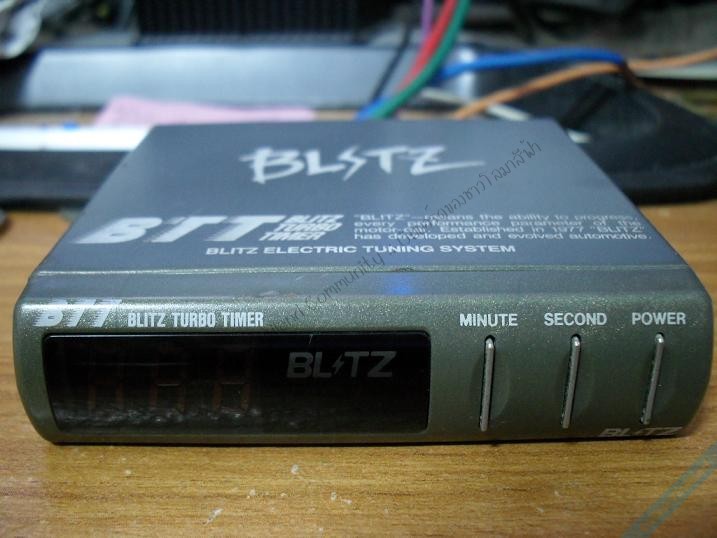 BLITZ
BTT BLITZ TURBO TIMER
"BLITZ"—means the ability to progress,
every performance parameter of the
motor-car. Established in 1977 "BLITZ"
has developed and evolved automotive.
BLITZ ELECTRIC TUNING SYSTEM
BTT BLITZ TURBO TIMER
MINUTE SECOND POWER
BLITZ
BLITZ
Community